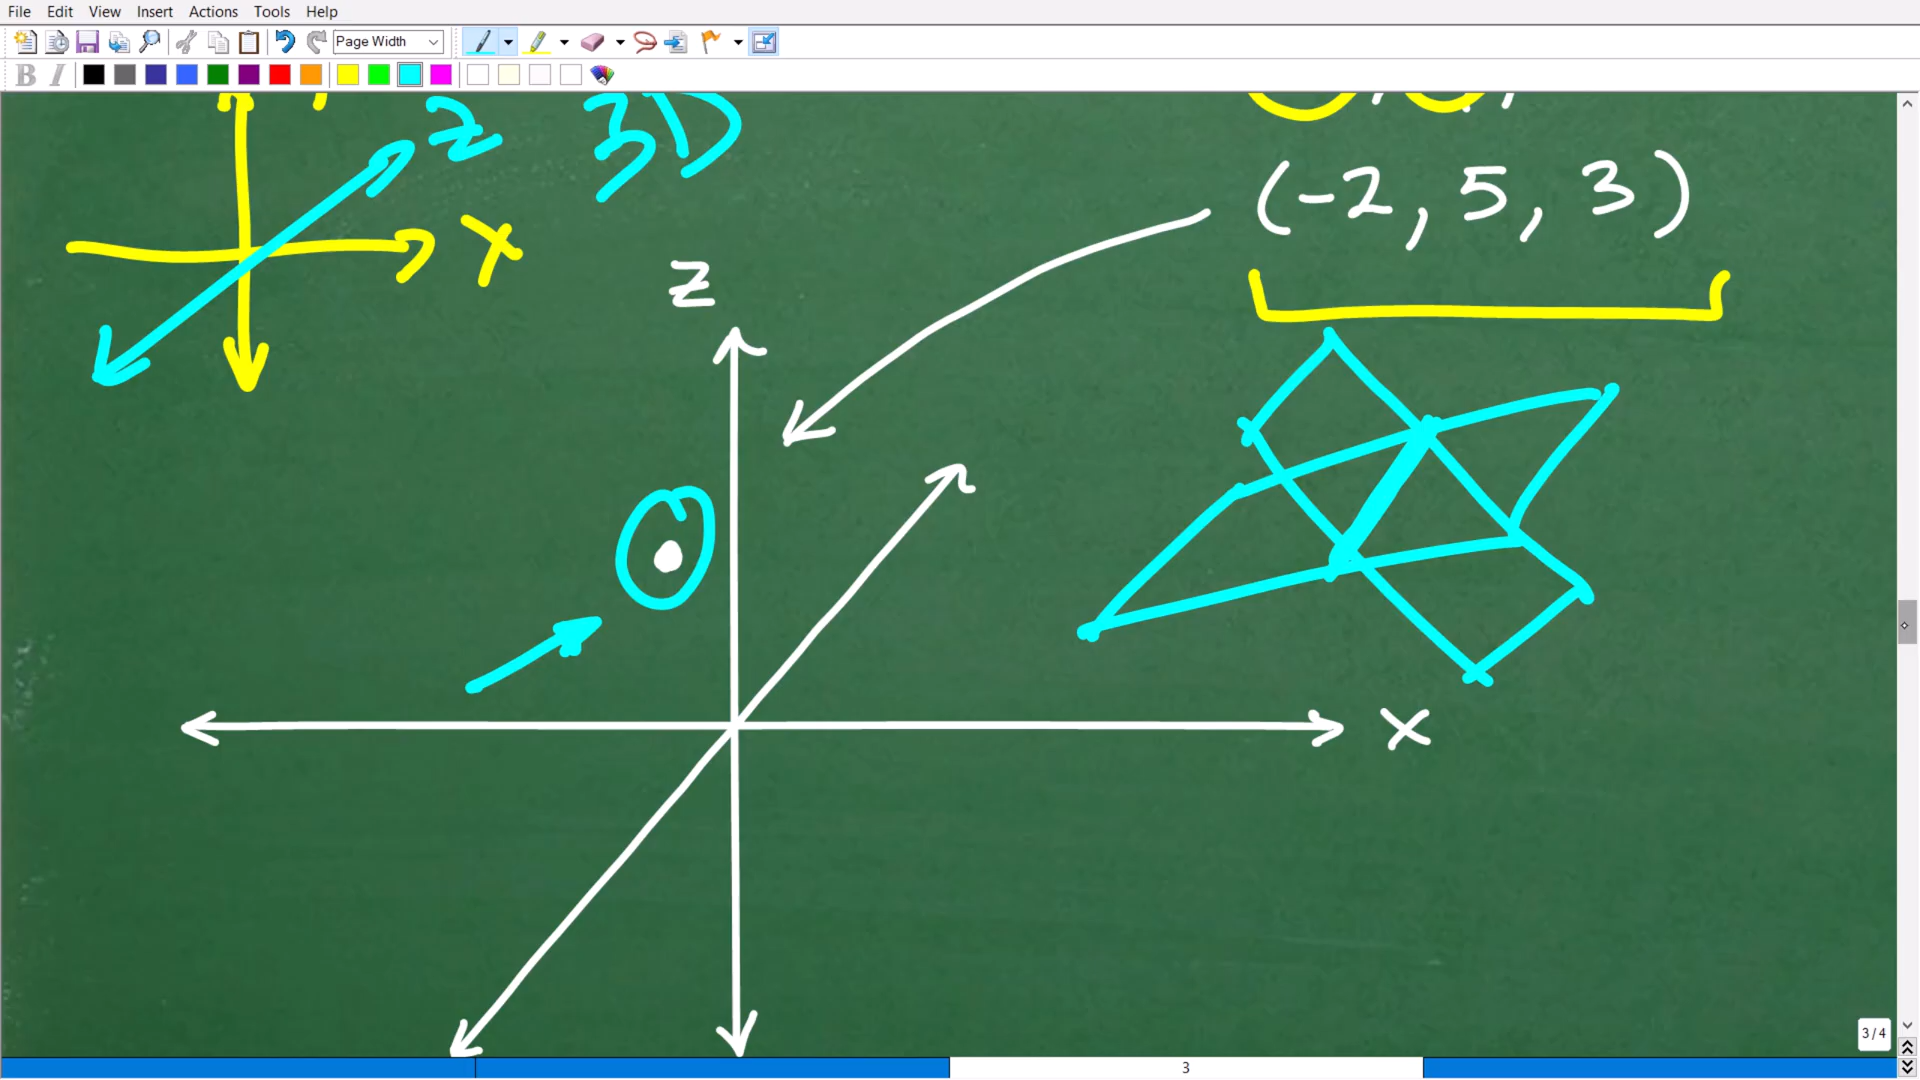 File Edit View Insert Actions Tools Help
Page Width
B I
z 3D
(-2, 5, 3)
x
z
x
3/4
3